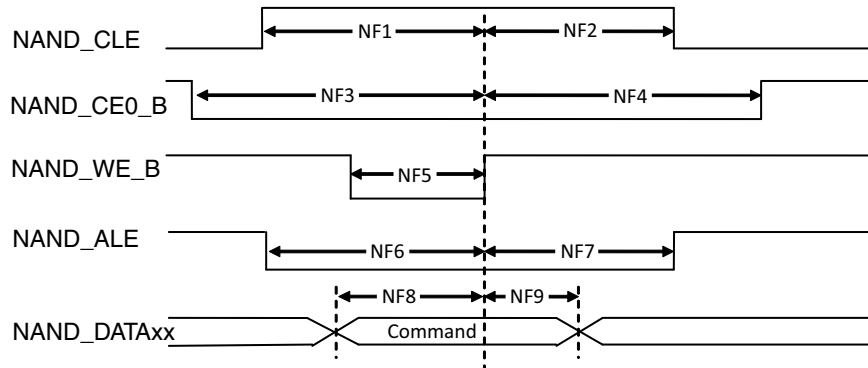 NAND_CLE NF1 NF2
NAND_CE0_B NF3 NF4
NAND_WE_B NF5
NAND_ALE NF6 NF7
NF8 NF9
NAND_DATAxx Command